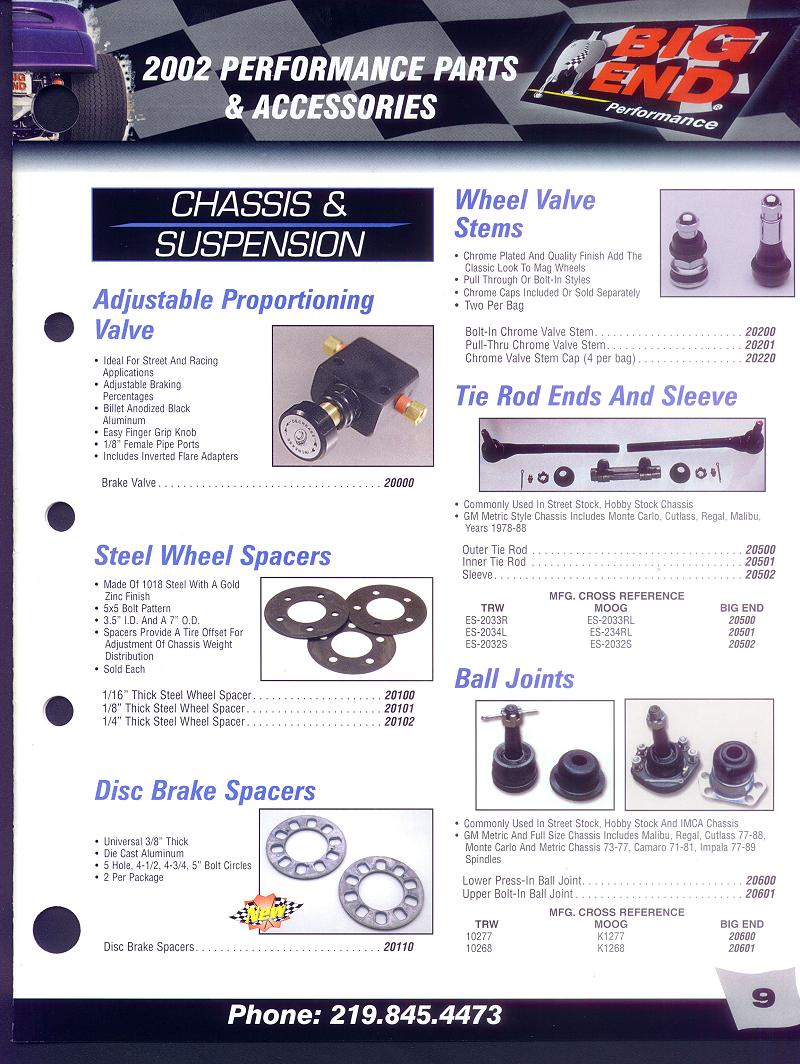 2002 PERFORMANCE PARTS
& ACCESSORIES
BIG
END®
Performance
CHASSIS &
SUSPENSION
Adjustable Proportioning
Valve
• Ideal For Street And Racing
Applications
• Adjustable Braking
Percentages
• Billet Anodized Black
Aluminum
• Easy Finger Grip Knob
• 1/8" Female Pipe Ports
• Includes Inverted Flare Adapters
Brake Valve. . . . . . . . . . . . . . . . . . . . . . . . . . . . . . . . . . . . 20000
Steel Wheel Spacers
• Made Of 1018 Steel With A Gold
Zinc Finish
• 5x5 Bolt Pattern
• 3.5" I.D. And A 7" O.D.
• Spacers Provide A Tire Offset For
Adjustment Of Chassis Weight
Distribution
• Sold Each
1/16" Thick Steel Wheel Spacer. . . . . . . . . . . . . . . . . . . . . 20100
1/8" Thick Steel Wheel Spacer. . . . . . . . . . . . . . . . . . . . . . 20101
1/4" Thick Steel Wheel Spacer. . . . . . . . . . . . . . . . . . . . . . 20102
Disc Brake Spacers
• Universal 3/8" Thick
• Die Cast Aluminum
• 5 Hole, 4-1/2, 4-3/4, 5" Bolt Circles
• 2 Per Package
New
Disc Brake Spacers. . . . . . . . . . . . . . . . . . . . . . . . . . . . . . 20110
Wheel Valve
Stems
• Chrome Plated And Quality Finish Add The
Classic Look To Mag Wheels
• Pull Through Or Bolt-In Styles
• Chrome Caps Included Or Sold Separately
• Two Per Bag
Bolt-In Chrome Valve Stem. . . . . . . . . . . . . . . . . . . . . . . . 20200
Pull-Thru Chrome Valve Stem. . . . . . . . . . . . . . . . . . . . . . 20201
Chrome Valve Stem Cap (4 per bag) . . . . . . . . . . . . . . . . . 20220
Tie Rod Ends And Sleeve
• Commonly Used In Street Stock, Hobby Stock Chassis
• GM Metric Style Chassis Includes Monte Carlo, Cutlass, Regal, Malibu,
Years 1978-88
Outer Tie Rod . . . . . . . . . . . . . . . . . . . . . . . . . . . . . . . . . . 20500
Inner Tie Rod . . . . . . . . . . . . . . . . . . . . . . . . . . . . . . . . . . 20501
Sleeve. . . . . . . . . . . . . . . . . . . . . . . . . . . . . . . . . . . . . . . . 20502
MFG. CROSS REFERENCE
TRW MOOG BIG END
ES-2033R ES-2033RL 20500
ES-2034L ES-234RL 20501
ES-2032S ES-2032S 20502
Ball Joints
• Commonly Used In Street Stock, Hobby Stock And IMCA Chassis
• GM Metric And Full Size Chassis Includes Malibu, Regal, Cutlass 77-88,
Monte Carlo And Metric Chassis 73-77, Camaro 71-81, Impala 77-89
Spindles
Lower Press-In Ball Joint. . . . . . . . . . . . . . . . . . . . . . . . . . 20600
Upper Bolt-In Ball Joint . . . . . . . . . . . . . . . . . . . . . . . . . . . 20601
MFG. CROSS REFERENCE
TRW MOOG BIG END
10277 K1277 20600
10268 K1268 20601
9
Phone: 219.845.4473